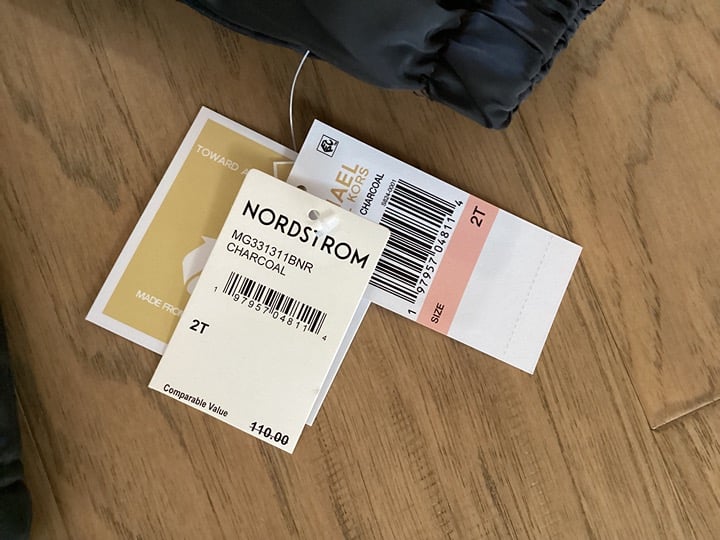 TOWARD A
MADE FRO
NORDSTROM
MG331311BNR
CHARCOAL
1 97957 04811 4
2T
Comparable Value
110.00
AEL
KORS
CHARCOAL
1 97957 04811 4
SIZE
2T